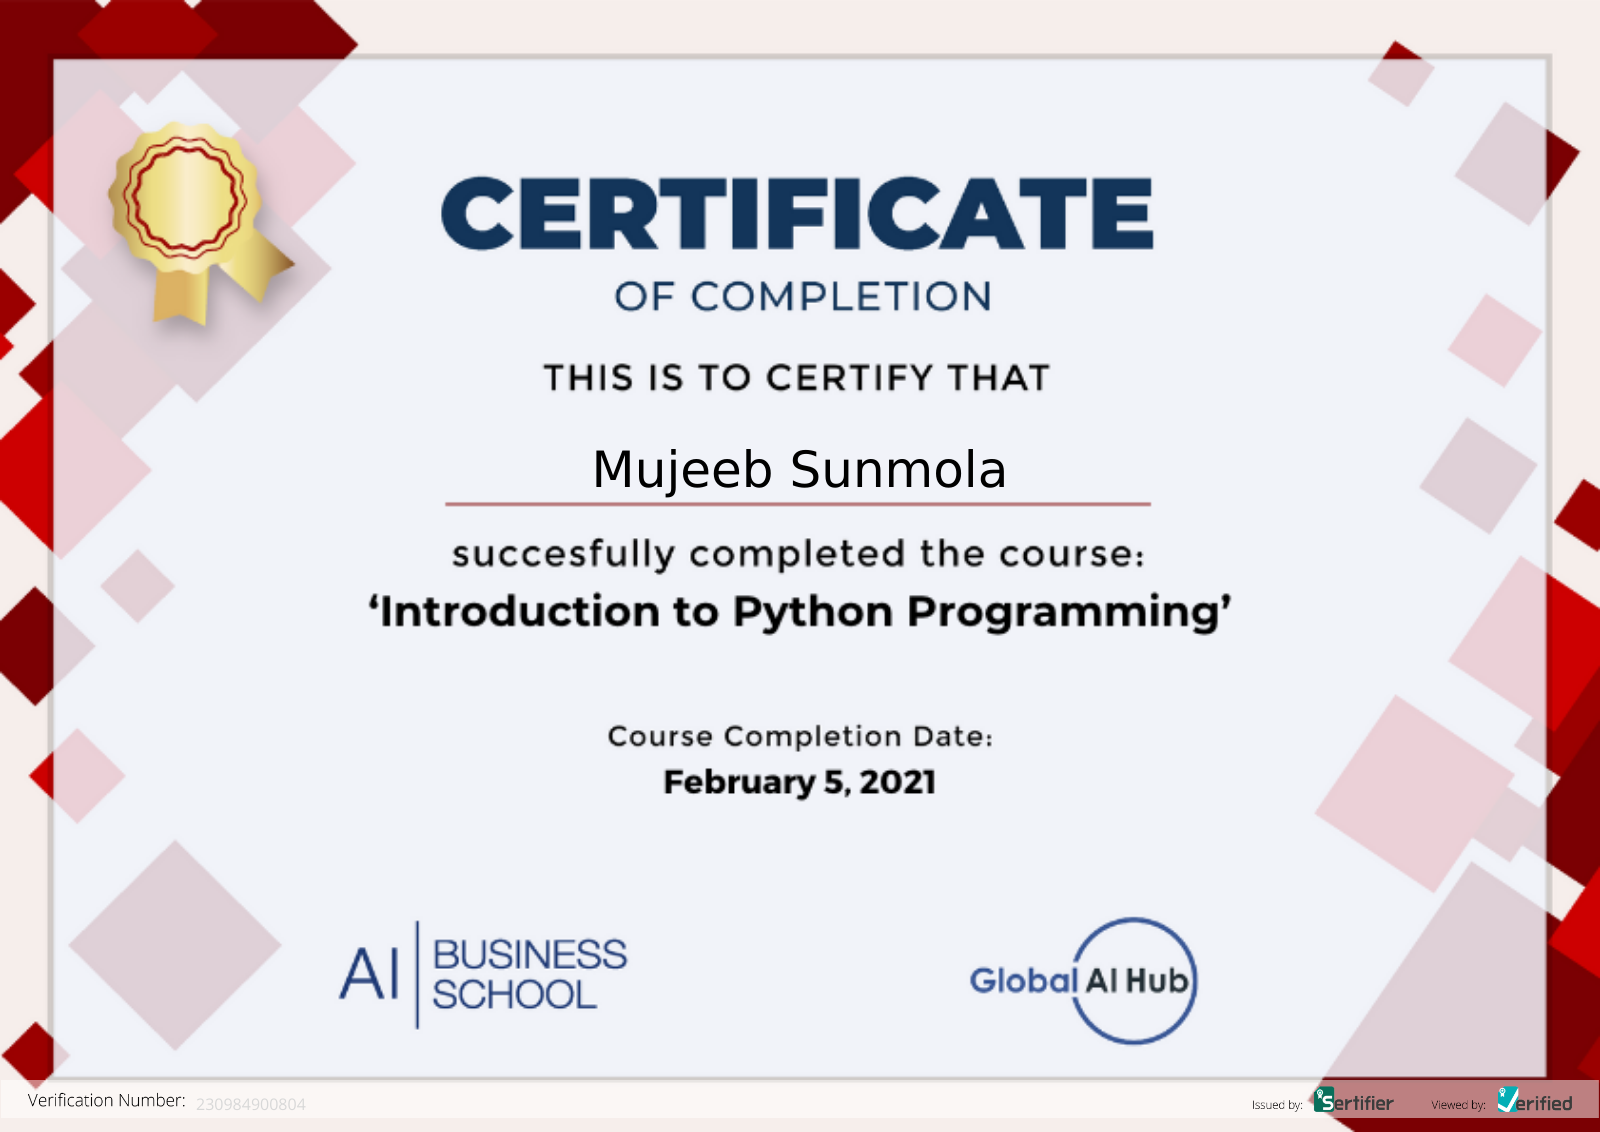 CERTIFICATE
OF COMPLETION
THIS IS TO CERTIFY THAT
Mujeeb Sunmola
succesfully completed the course:
‘Introduction to Python Programming’
Course Completion Date:
February 5, 2021
AI BUSINESS
SCHOOL
Global AI Hub
Verification Number: 230984900804
Issued by: Sertifier Viewed by: Verified